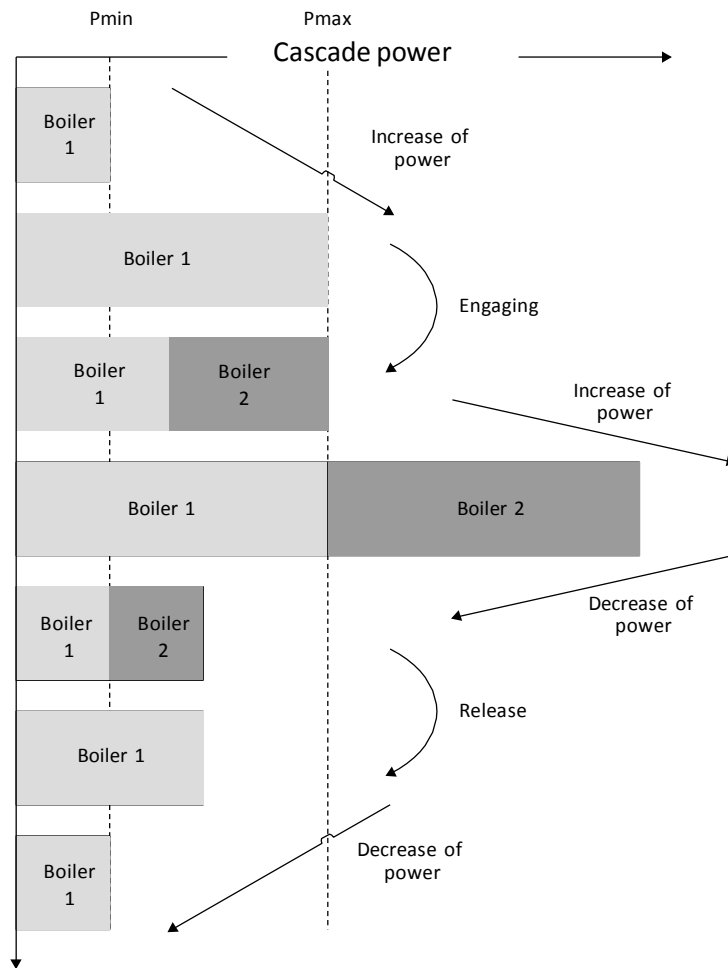 Pmin
Pmax
Cascade power
Boiler
1
Increase of
power
Boiler 1
Engaging
Boiler
1
Boiler
2
Increase of
power
Boiler 1
Boiler 2
Boiler
1
Boiler
2
Decrease of
power
Boiler 1
Release
Boiler
1
Decrease of
power